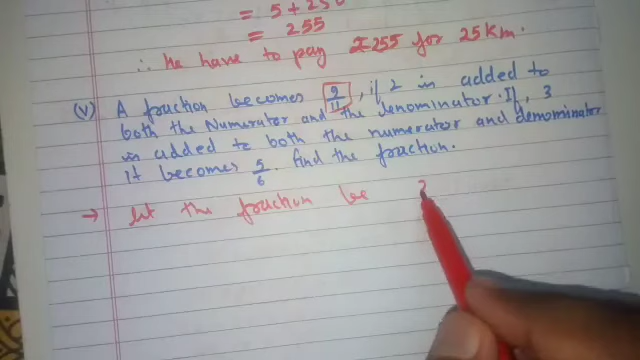 = 5 + 250
= 255
∴ He have to pay ₹255 for 25 Km.
(V) A fraction becomes 9/11, if 2 is added to
both the Numerator and the denominator. If, 3
is added to both the numerator and denominator
it becomes 5/6. Find the fraction.
→ let the fraction be